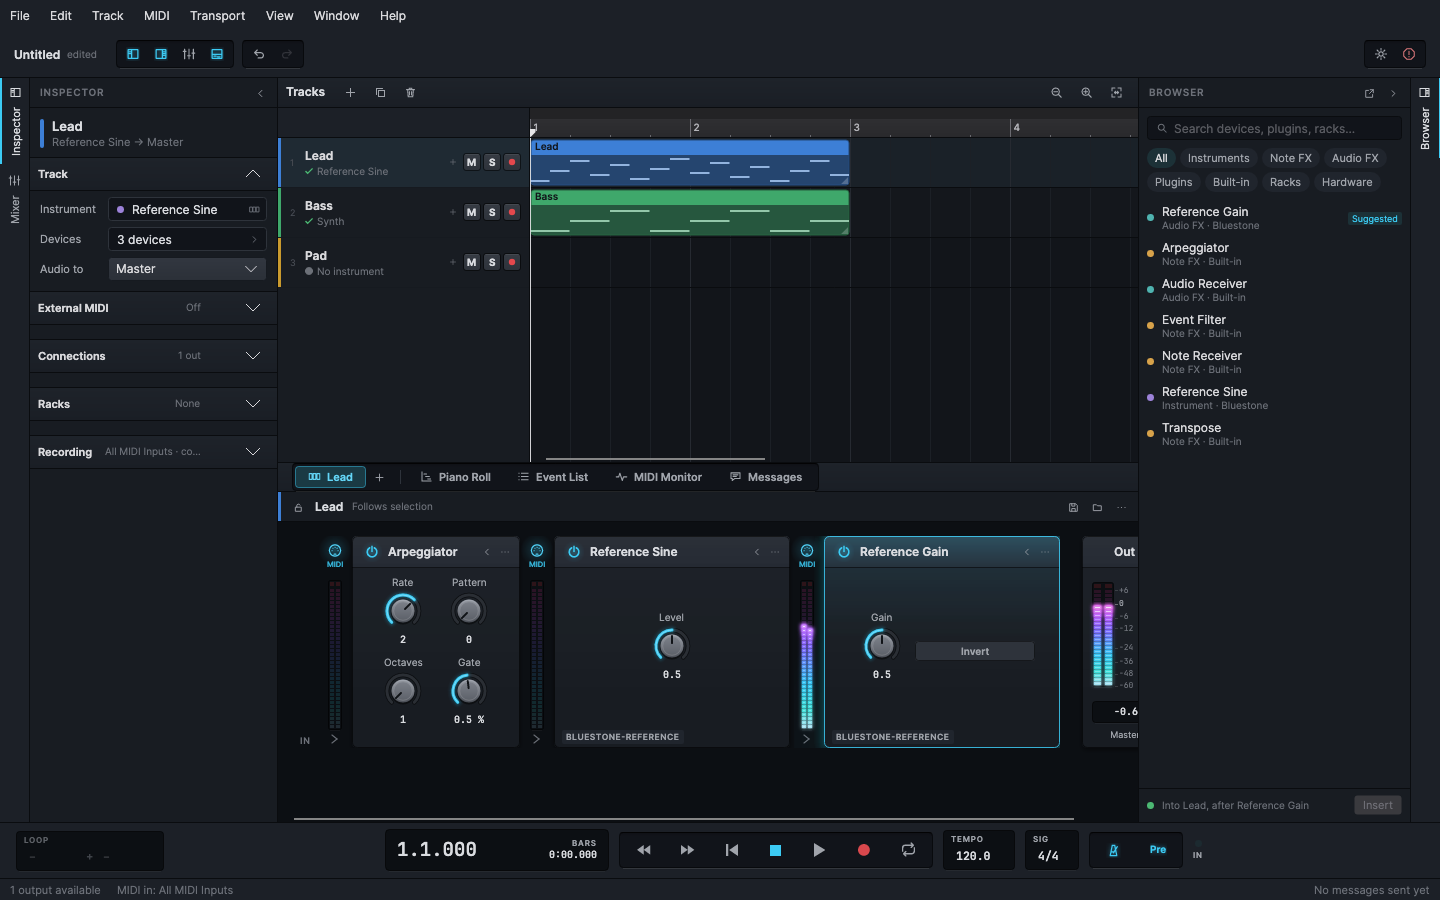 File Edit Track MIDI Transport View Window Help
Untitled edited
Inspector
Mixer
INSPECTOR
Lead
Reference Sine → Master
Track
Instrument Reference Sine
Devices 3 devices
Audio to Master
External MIDI Off
Connections 1 out
Racks None
Recording All MIDI Inputs · co...
Tracks
1 2 3 4
1 Lead M S
Reference Sine
2 Bass M S
Synth
3 Pad M S
No instrument
Lead
Bass
Lead + Piano Roll Event List MIDI Monitor Messages
Lead Follows selection
IN
MIDI
Arpeggiator
Rate Pattern
2 0
Octaves Gate
1 0.5 %
MIDI
Reference Sine
Level
0.5
BLUESTONE-REFERENCE
MIDI
Reference Gain
Gain
0.5
Invert
BLUESTONE-REFERENCE
Out
+6
0
-6
-12
-24
-36
-48
-60
-0.6
Master
BROWSER
Browser
Search devices, plugins, racks...
All Instruments Note FX Audio FX
Plugins Built-in Racks Hardware
Reference Gain
Audio FX · Bluestone
Suggested
Arpeggiator
Note FX · Built-in
Audio Receiver
Audio FX · Built-in
Event Filter
Note FX · Built-in
Note Receiver
Note FX · Built-in
Reference Sine
Instrument · Bluestone
Transpose
Note FX · Built-in
Into Lead, after Reference Gain Insert
LOOP
– + –
1.1.000
BARS
0:00.000
TEMPO
120.0
SIG
4/4
Pre
IN
1 output available MIDI in: All MIDI Inputs No messages sent yet